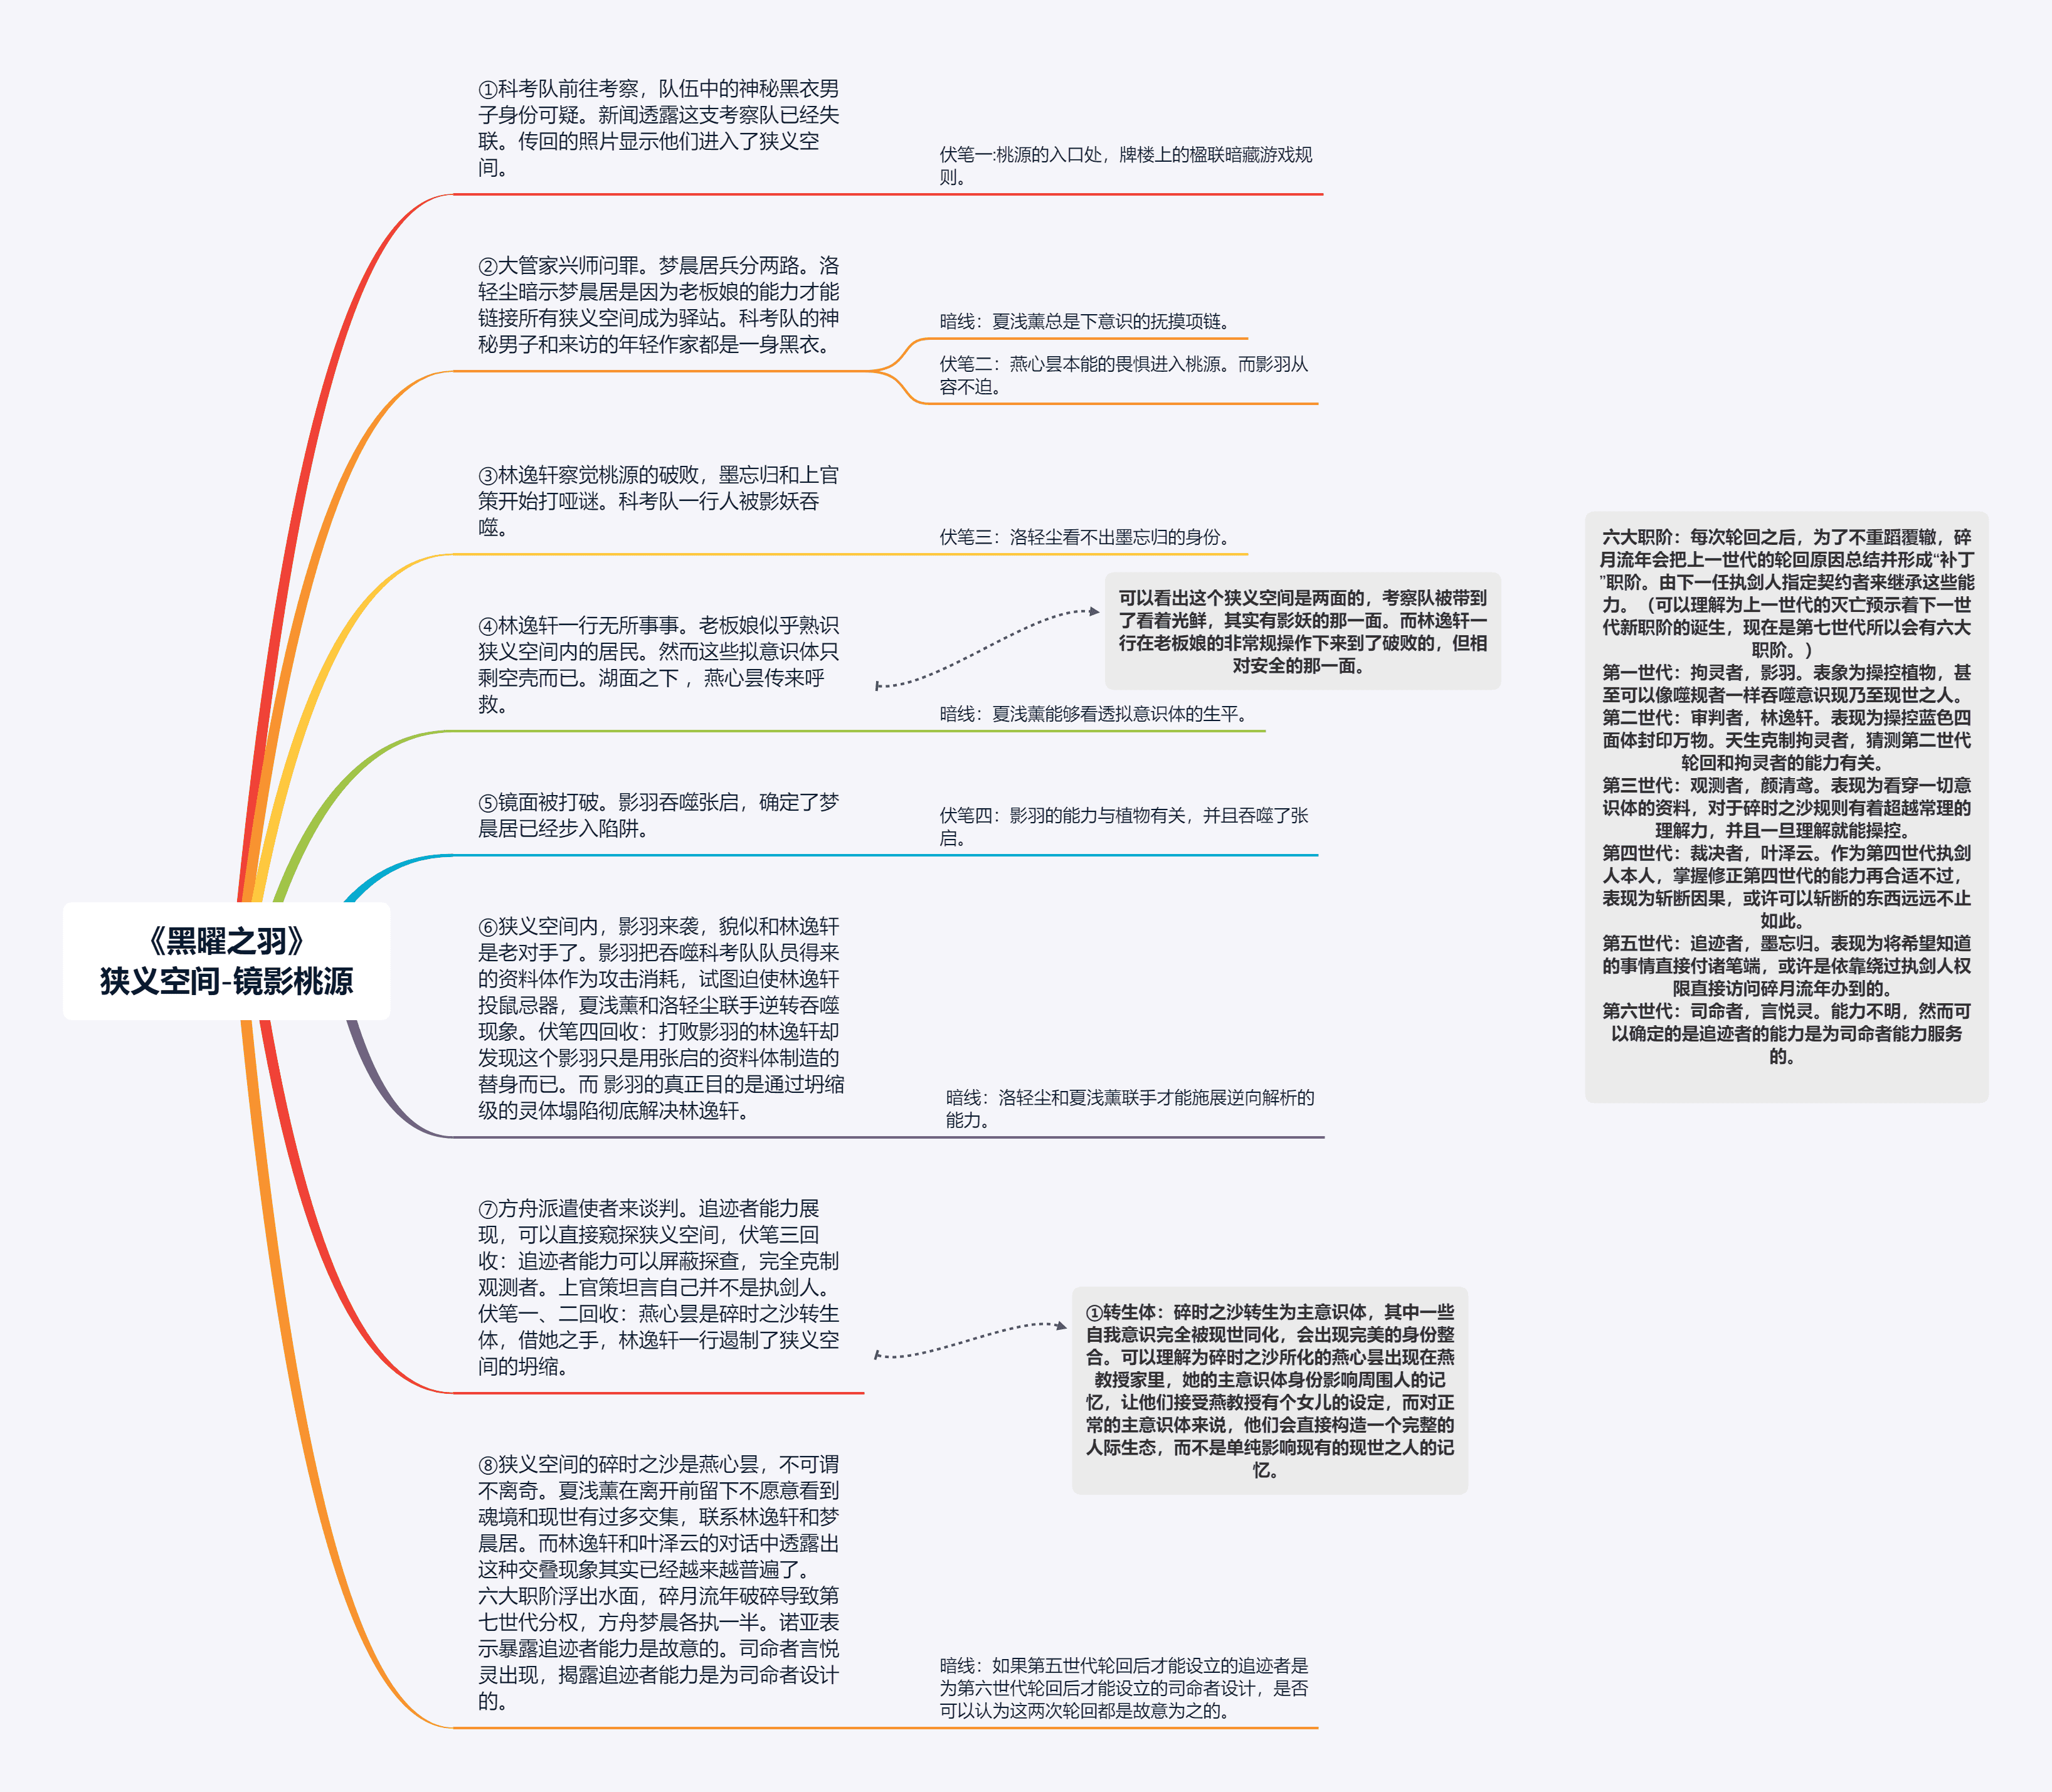 《黑曜之羽》
狭义空间-镜影桃源
①科考队前往考察，队伍中的神秘黑衣男
子身份可疑。新闻透露这支考察队已经失
联。传回的照片显示他们进入了狭义空
间。
伏笔一:桃源的入口处，牌楼上的楹联暗藏游戏规
则。
②大管家兴师问罪。梦晨居兵分两路。洛
轻尘暗示梦晨居是因为老板娘的能力才能
链接所有狭义空间成为驿站。科考队的神
秘男子和来访的年轻作家都是一身黑衣。
暗线：夏浅薰总是下意识的抚摸项链。
伏笔二：燕心昙本能的畏惧进入桃源。而影羽从
容不迫。
③林逸轩察觉桃源的破败，墨忘归和上官
策开始打哑谜。科考队一行人被影妖吞
噬。
伏笔三：洛轻尘看不出墨忘归的身份。
④林逸轩一行无所事事。老板娘似乎熟识
狭义空间内的居民。然而这些拟意识体只
剩空壳而已。湖面之下 ，燕心昙传来呼
救。
可以看出这个狭义空间是两面的，考察队被带到
了看着光鲜，其实有影妖的那一面。而林逸轩一
行在老板娘的非常规操作下来到了破败的，但相
对安全的那一面。
暗线：夏浅薰能够看透拟意识体的生平。
⑤镜面被打破。影羽吞噬张启，确定了梦
晨居已经步入陷阱。
伏笔四：影羽的能力与植物有关，并且吞噬了张
启。
⑥狭义空间内，影羽来袭，貌似和林逸轩
是老对手了。影羽把吞噬科考队队员得来
的资料体作为攻击消耗，试图迫使林逸轩
投鼠忌器，夏浅薰和洛轻尘联手逆转吞噬
现象。伏笔四回收：打败影羽的林逸轩却
发现这个影羽只是用张启的资料体制造的
替身而已。而 影羽的真正目的是通过坍缩
级的灵体塌陷彻底解决林逸轩。
暗线：洛轻尘和夏浅薰联手才能施展逆向解析的
能力。
⑦方舟派遣使者来谈判。追迹者能力展
现，可以直接窥探狭义空间，伏笔三回
收：追迹者能力可以屏蔽探查，完全克制
观测者。上官策坦言自己并不是执剑人。
伏笔一、二回收：燕心昙是碎时之沙转生
体，借她之手，林逸轩一行遏制了狭义空
间的坍缩。
①转生体：碎时之沙转生为主意识体，其中一些
自我意识完全被现世同化，会出现完美的身份整
合。可以理解为碎时之沙所化的燕心昙出现在燕
教授家里，她的主意识体身份影响周围人的记
忆，让他们接受燕教授有个女儿的设定，而对正
常的主意识体来说，他们会直接构造一个完整的
人际生态，而不是单纯影响现有的现世之人的记
忆。
⑧狭义空间的碎时之沙是燕心昙，不可谓
不离奇。夏浅薰在离开前留下不愿意看到
魂境和现世有过多交集，联系林逸轩和梦
晨居。而林逸轩和叶泽云的对话中透露出
这种交叠现象其实已经越来越普遍了。
六大职阶浮出水面，碎月流年破碎导致第
七世代分权，方舟梦晨各执一半。诺亚表
示暴露追迹者能力是故意的。司命者言悦
灵出现，揭露追迹者能力是为司命者设计
的。
暗线：如果第五世代轮回后才能设立的追迹者是
为第六世代轮回后才能设立的司命者设计，是否
可以认为这两次轮回都是故意为之的。
六大职阶：每次轮回之后，为了不重蹈覆辙，碎
月流年会把上一世代的轮回原因总结并形成“补丁
”职阶。由下一任执剑人指定契约者来继承这些能
力。（可以理解为上一世代的灭亡预示着下一世
代新职阶的诞生，现在是第七世代所以会有六大
职阶。）
第一世代：拘灵者，影羽。表象为操控植物，甚
至可以像噬规者一样吞噬意识现乃至现世之人。
第二世代：审判者，林逸轩。表现为操控蓝色四
面体封印万物。天生克制拘灵者，猜测第二世代
轮回和拘灵者的能力有关。
第三世代：观测者，颜清鸢。表现为看穿一切意
识体的资料，对于碎时之沙规则有着超越常理的
理解力，并且一旦理解就能操控。
第四世代：裁决者，叶泽云。作为第四世代执剑
人本人，掌握修正第四世代的能力再合适不过，
表现为斩断因果，或许可以斩断的东西远远不止
如此。
第五世代：追迹者，墨忘归。表现为将希望知道
的事情直接付诸笔端，或许是依靠绕过执剑人权
限直接访问碎月流年办到的。
第六世代：司命者，言悦灵。能力不明，然而可
以确定的是追迹者的能力是为司命者能力服务
的。